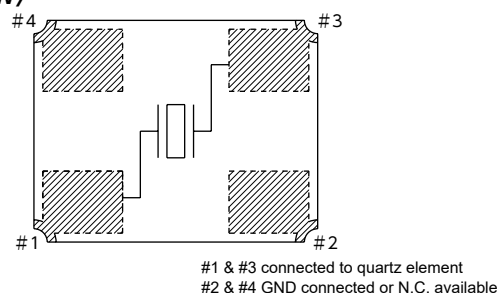 W)
#4 #3
#1 #2
#1 & #3 connected to quartz element
#2 & #4 GND connected or N.C. available